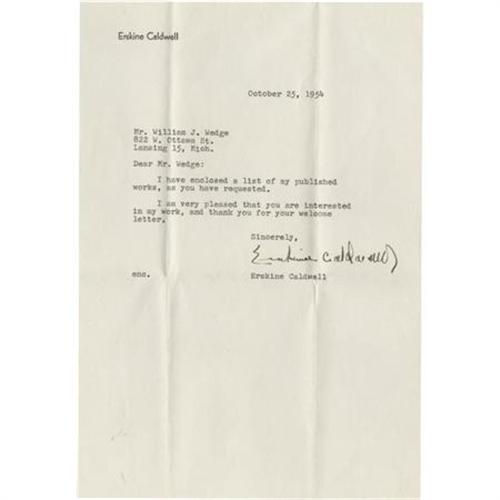 Erskine Caldwell
October 25, 1954
Mr. William J. Wedge
822 W. Ottawa St.
Lansing 15, Mich.
Dear Mr. Wedge:
I have enclosed a list of my published
works, as you have requested.
I am very pleased that you are interested
in my work, and thank you for your welcome
letter.
Sincerely,
Erskine Caldwell
enc.
Erskine Caldwell